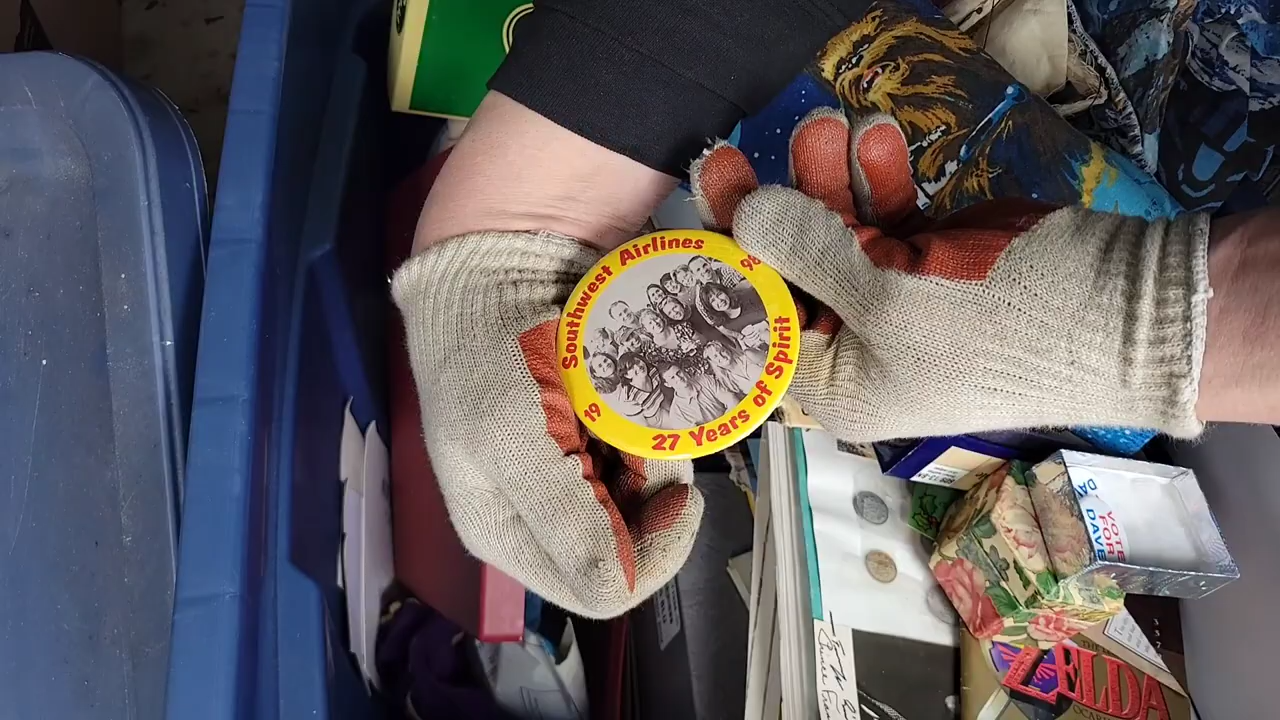 Southwest Airlines
19 98
27 Years of Spirit
VOTE
FOR
DAVE
ZELDA